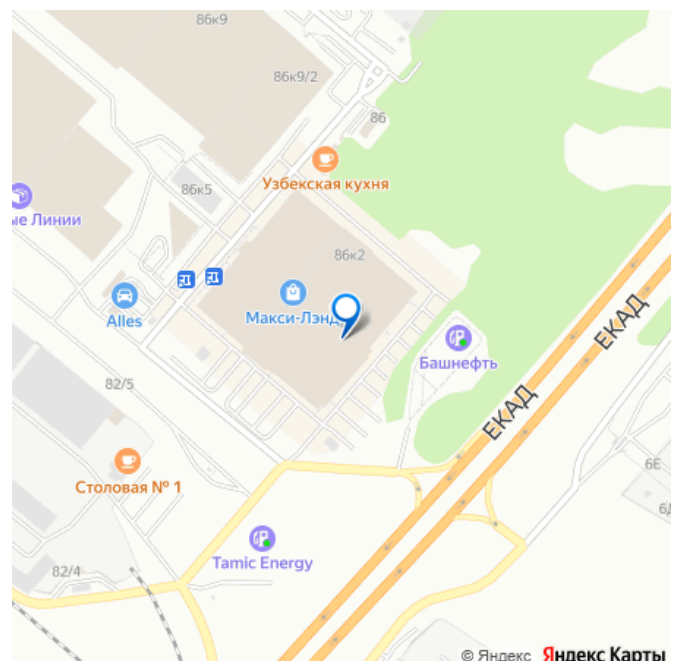 86к9
86к9/2
86
Узбекская кухня
86к5
ые Линии
86к2
Макси-Лэнд
Alles
Башнефть
ЕКАД
ЕКАД
82/5
Столовая № 1
6Е
Tamic Energy
82/4
© Яндекс Яндекс Карты